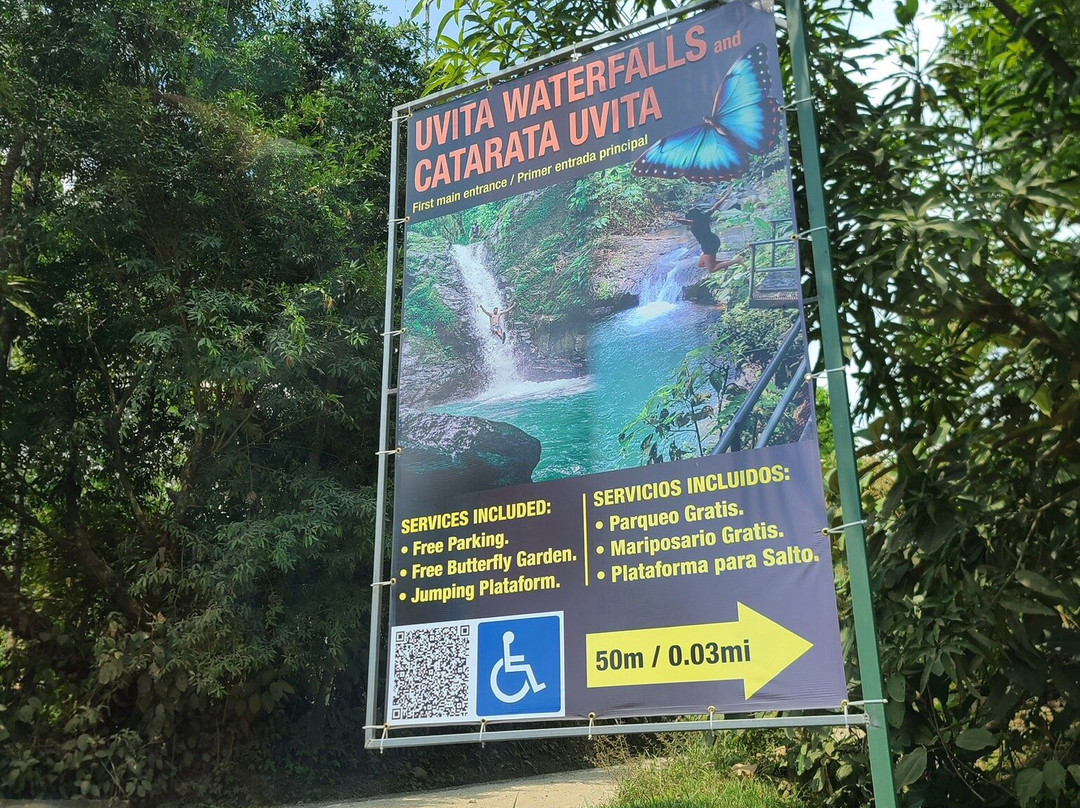 UVITA WATERFALLS and
CATARATA UVITA
First main entrance / Primer entrada principal
SERVICES INCLUDED:
• Free Parking.
• Free Butterfly Garden.
• Jumping Plataform.
SERVICIOS INCLUIDOS:
• Parqueo Gratis.
• Mariposario Gratis.
• Plataforma para Salto.
50m / 0.03mi